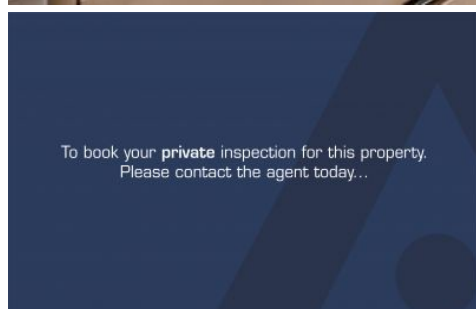 To book your private inspection for this property.
Please contact the agent today...